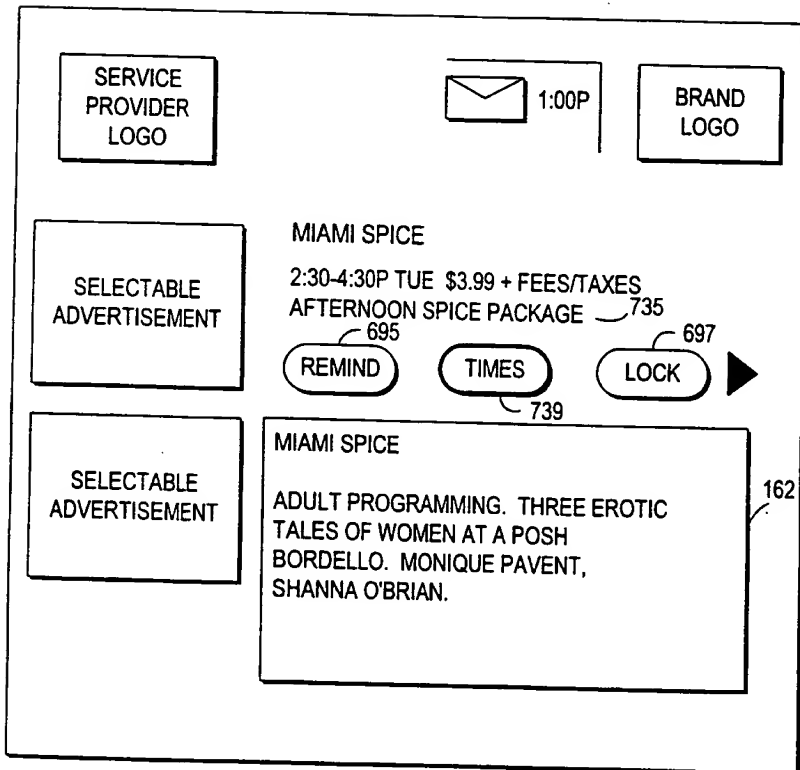 SERVICE
PROVIDER
LOGO
1:00P
BRAND
LOGO
SELECTABLE
ADVERTISEMENT
MIAMI SPICE
2:30-4:30P TUE $3.99 + FEES/TAXES
AFTERNOON SPICE PACKAGE 735
695
697
REMIND
TIMES
LOCK
739
SELECTABLE
ADVERTISEMENT
MIAMI SPICE
ADULT PROGRAMMING. THREE EROTIC
TALES OF WOMEN AT A POSH
BORDELLO. MONIQUE PAVENT,
SHANNA O'BRIAN.
162